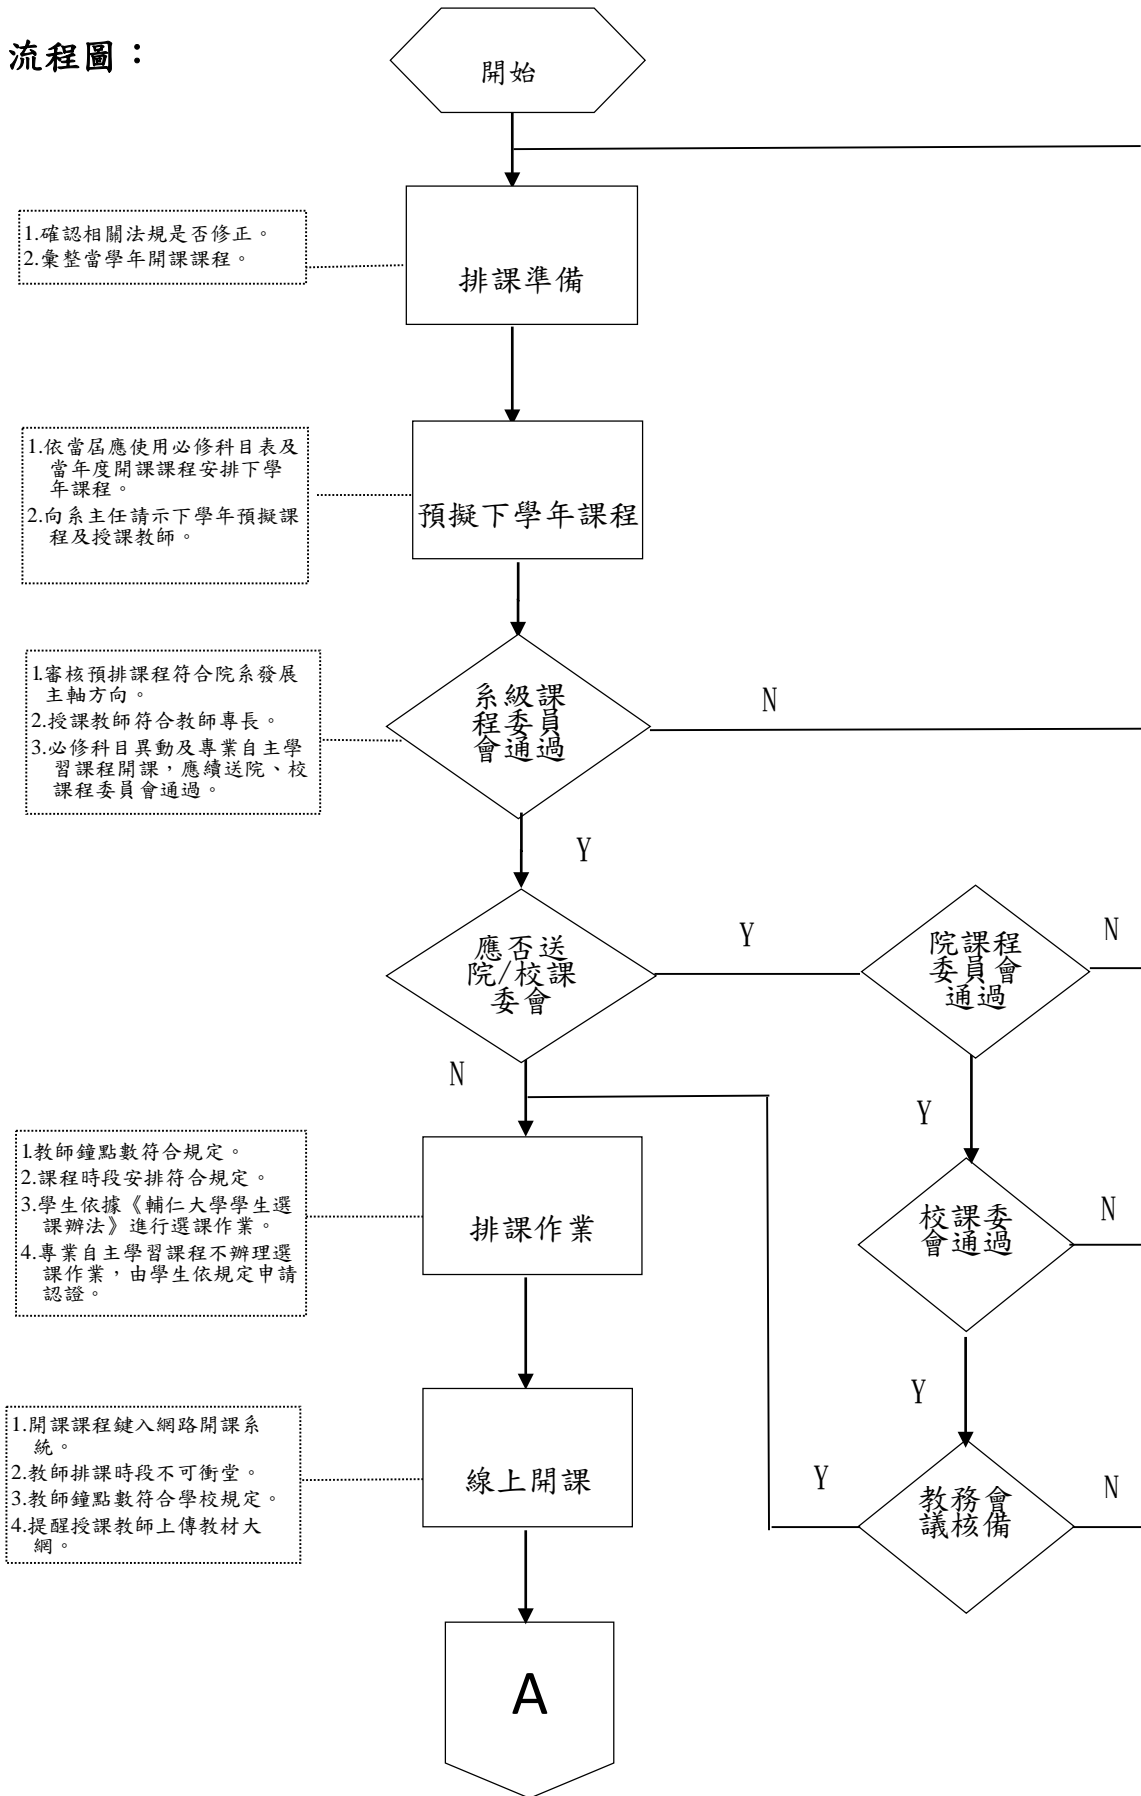 流程圖：
開始
1.確認相關法規是否修正。
2.彙整當學年開課課程。
排課準備
1.依當屆應使用必修科目表及
當年度開課課程安排下學
年課程。
2.向系主任請示下學年預擬課
程及授課教師。
預擬下學年課程
1.審核預排課程符合院系發展
主軸方向。
2.授課教師符合教師專長。
3.必修科目異動及專業自主學
習課程開課，應續送院、校
課程委員會通過。
系級課
程委員
會通過
N
Y
應否送
院/校課
委會
Y
院課程
委員會
通過
N
N
Y
1.教師鐘點數符合規定。
2.課程時段安排符合規定。
3.學生依據《輔仁大學學生選
課辦法》進行選課作業。
4.專業自主學習課程不辦理選
課作業，由學生依規定申請
認證。
排課作業
校課委
會通過
N
Y
1.開課課程鍵入網路開課系
統。
2.教師排課時段不可衝堂。
3.教師鐘點數符合學校規定。
4.提醒授課教師上傳教材大
網。
線上開課
Y
教務會
議核備
N
A